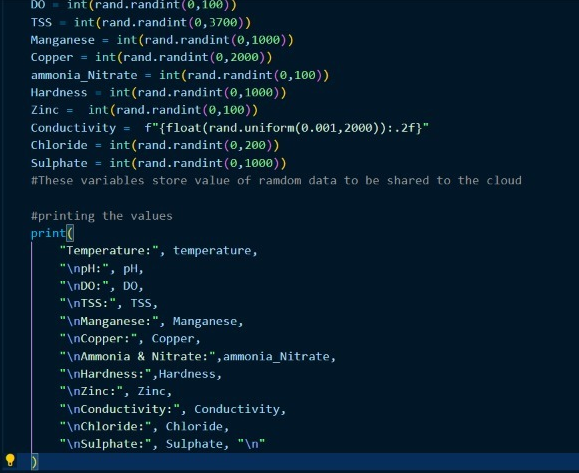 DO = int(rand.randint(0,100))
TSS = int(rand.randint(0,3700))
Manganese = int(rand.randint(0,1000))
Copper = int(rand.randint(0,2000))
ammonia_Nitrate = int(rand.randint(0,100))
Hardness = int(rand.randint(0,1000))
Zinc =  int(rand.randint(0,100))
Conductivity =  f"{float(rand.uniform(0.001,2000)):.2f}"
Chloride = int(rand.randint(0,200))
Sulphate = int(rand.randint(0,1000))
#These variables store value of ramdom data to be shared to the cloud
#printing the values
print(
"Temperature:", temperature,
"\npH:", pH,
"\nDO:", DO,
"\nTSS:", TSS,
"\nManganese:", Manganese,
"\nCopper:", Copper,
"\nAmmonia & Nitrate:",ammonia_Nitrate,
"\nHardness:",Hardness,
"\nZinc:", Zinc,
"\nConductivity:", Conductivity,
"\nChloride:", Chloride,
"\nSulphate:", Sulphate, "\n"
)